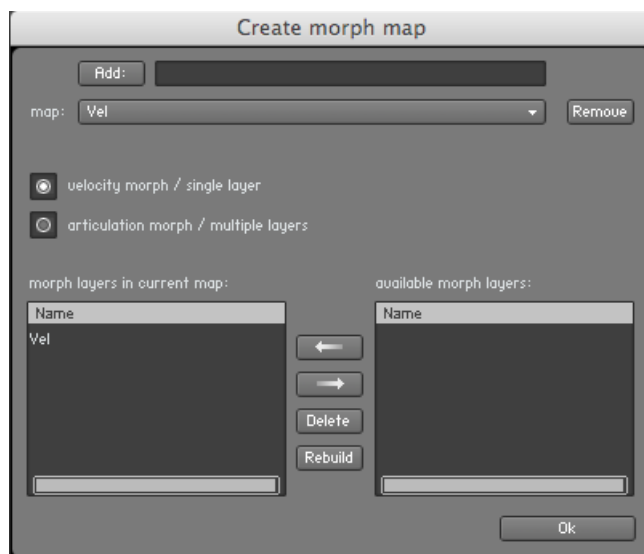 Create morph map
Add:
map: Vel Remove
velocity morph / single layer
articulation morph / multiple layers
morph layers in current map: available morph layers:
Name Name
Vel
Delete
Rebuild
Ok